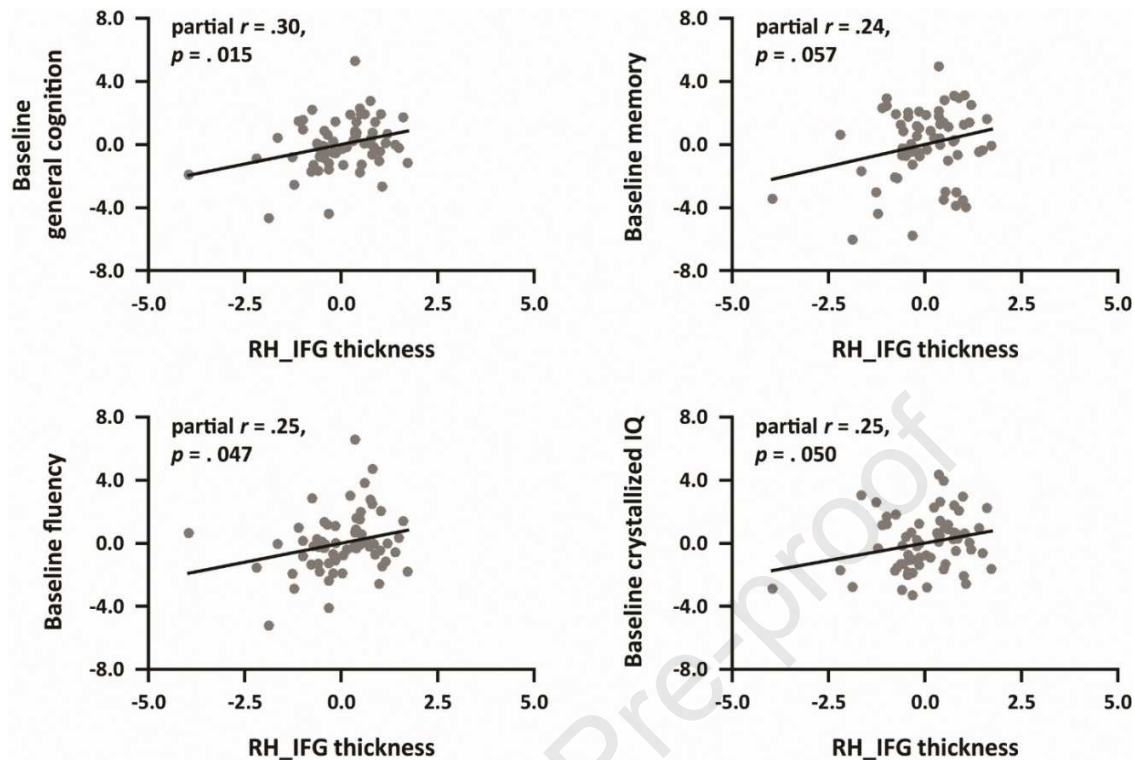 8.0
4.0
0.0
-4.0
-8.0
partial r = .30,
p = . 015
Baseline
general cognition
-5.0 -2.5 0.0 2.5 5.0
RH_IFG thickness
8.0
4.0
0.0
-4.0
-8.0
partial r = .24,
p = .057
Baseline memory
-5.0 -2.5 0.0 2.5 5.0
RH_IFG thickness
8.0
4.0
0.0
-4.0
-8.0
partial r = .25,
p = . 047
Baseline fluency
-5.0 -2.5 0.0 2.5 5.0
RH_IFG thickness
8.0
4.0
0.0
-4.0
-8.0
partial r = .25,
p = . 050
Baseline crystallized IQ
-5.0 -2.5 0.0 2.5 5.0
RH_IFG thickness
Pre-proof